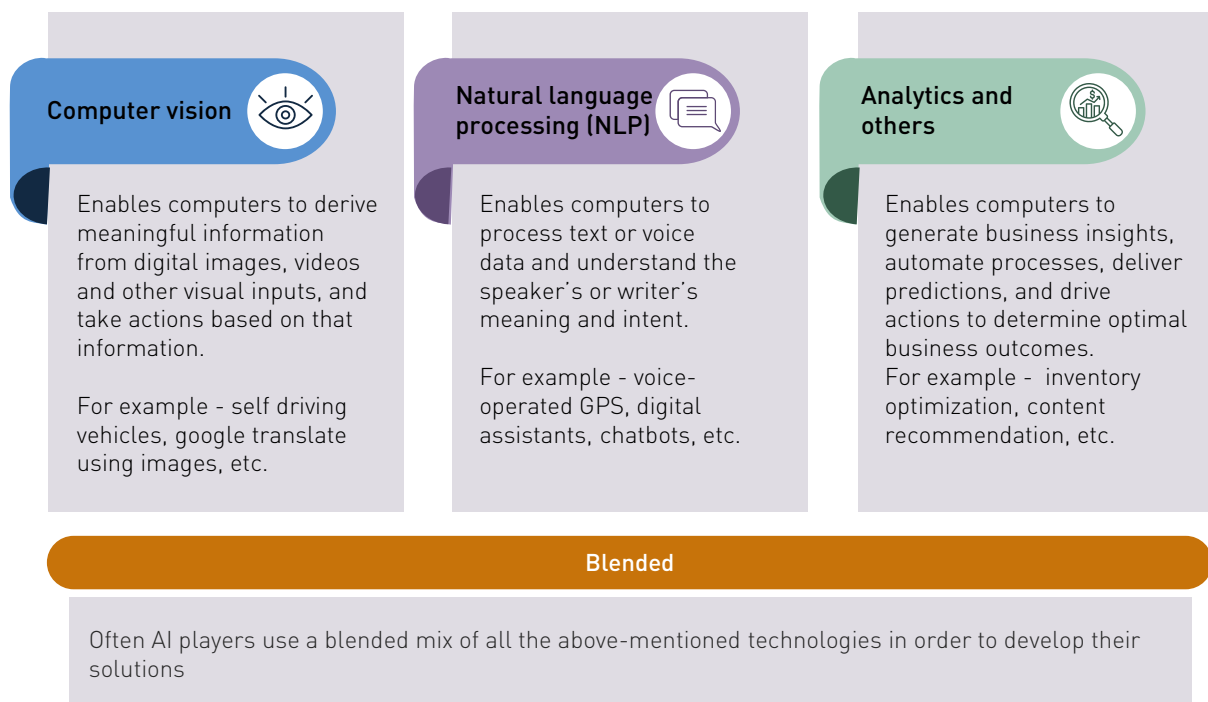 Computer vision
Enables computers to derive
meaningful information
from digital images, videos
and other visual inputs, and
take actions based on that
information.
For example - self driving
vehicles, google translate
using images, etc.
Natural language
processing (NLP)
Enables computers to
process text or voice
data and understand the
speaker's or writer's
meaning and intent.
For example - voice-
operated GPS, digital
assistants, chatbots, etc.
Analytics and
others
Enables computers to
generate business insights,
automate processes, deliver
predictions, and drive
actions to determine optimal
business outcomes.
For example -  inventory
optimization, content
recommendation, etc.
Blended
Often AI players use a blended mix of all the above-mentioned technologies in order to develop their
solutions